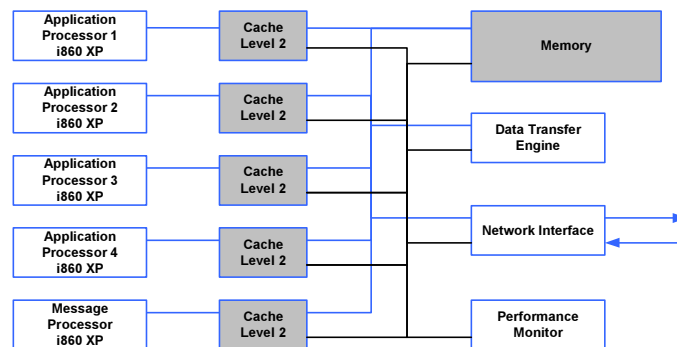 Application
Processor 1
i860 XP
Cache
Level 2
Memory
Application
Processor 2
i860 XP
Cache
Level 2
Data Transfer
Engine
Application
Processor 3
i860 XP
Cache
Level 2
Network Interface
Application
Processor 4
i860 XP
Cache
Level 2
Message
Processor
i860 XP
Cache
Level 2
Performance
Monitor